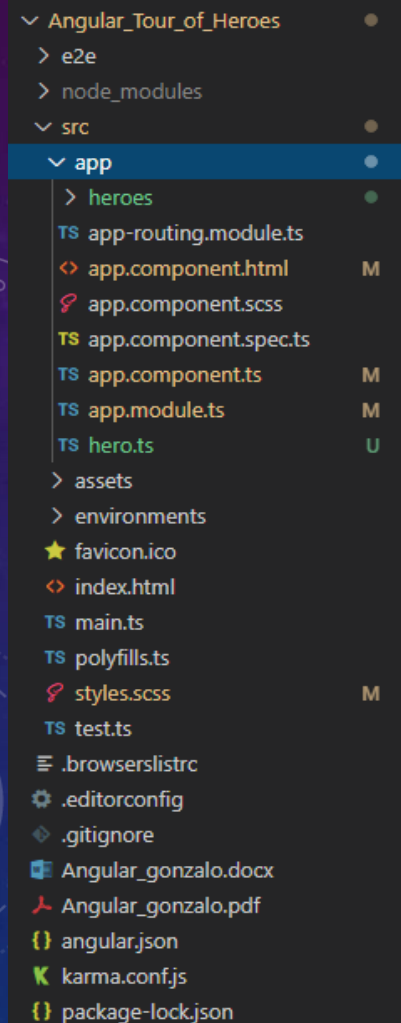 Angular_Tour_of_Heroes
e2e
node_modules
src
app
heroes
TS app-routing.module.ts
<> app.component.html M
app.component.scss
TS app.component.spec.ts
TS app.component.ts M
TS app.module.ts M
TS hero.ts U
assets
environments
favicon.ico
<> index.html
TS main.ts
TS polyfills.ts
styles.scss M
TS test.ts
.browserslistrc
.editorconfig
.gitignore
Angular_gonzalo.docx
Angular_gonzalo.pdf
{} angular.json
K karma.conf.js
{} package-lock.json